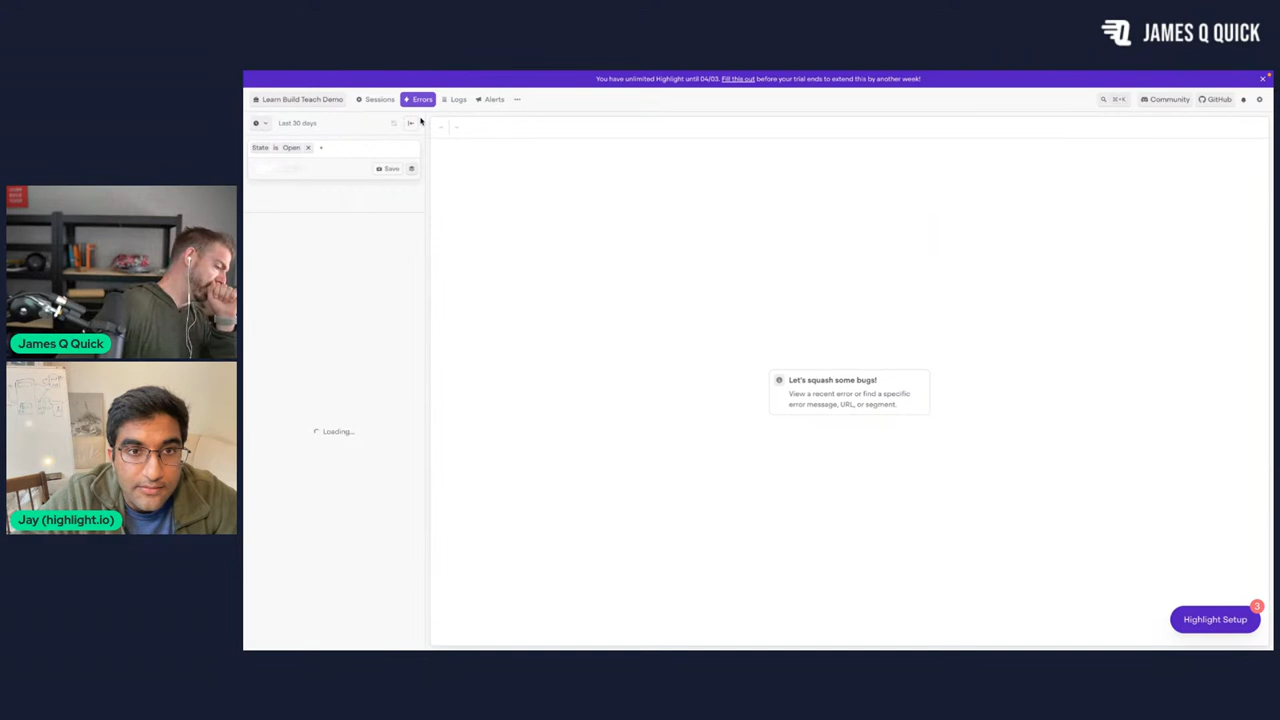 JAMES Q QUICK
You have unlimited Highlight until 04/03. Fill this out before your trial ends to extend this by another week!
Learn Build Teach Demo
Sessions
Errors
Logs
Alerts
⌘+K
Community
GitHub
Last 30 days
State is Open
Save
Loading...
Let's squash some bugs!
View a recent error or find a specific
error message, URL, or segment.
James Q Quick
Jay (highlight.io)
3
Highlight Setup